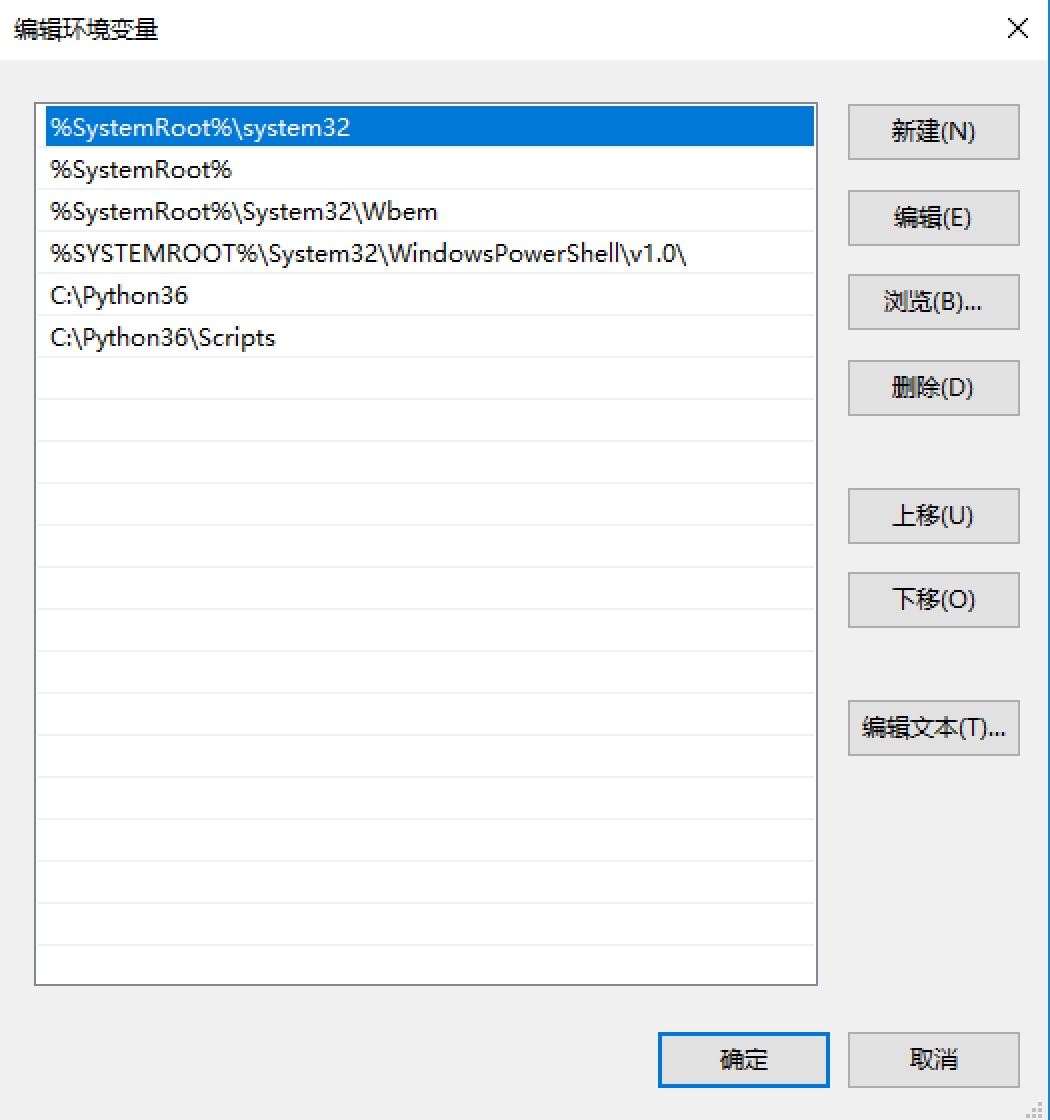 编辑环境变量
%SystemRoot%\system32
%SystemRoot%
%SystemRoot%\System32\Wbem
%SYSTEMROOT%\System32\WindowsPowerShell\v1.0\
C:\Python36
C:\Python36\Scripts
新建(N)
编辑(E)
浏览(B)...
删除(D)
上移(U)
下移(O)
编辑文本(T)...
确定
取消